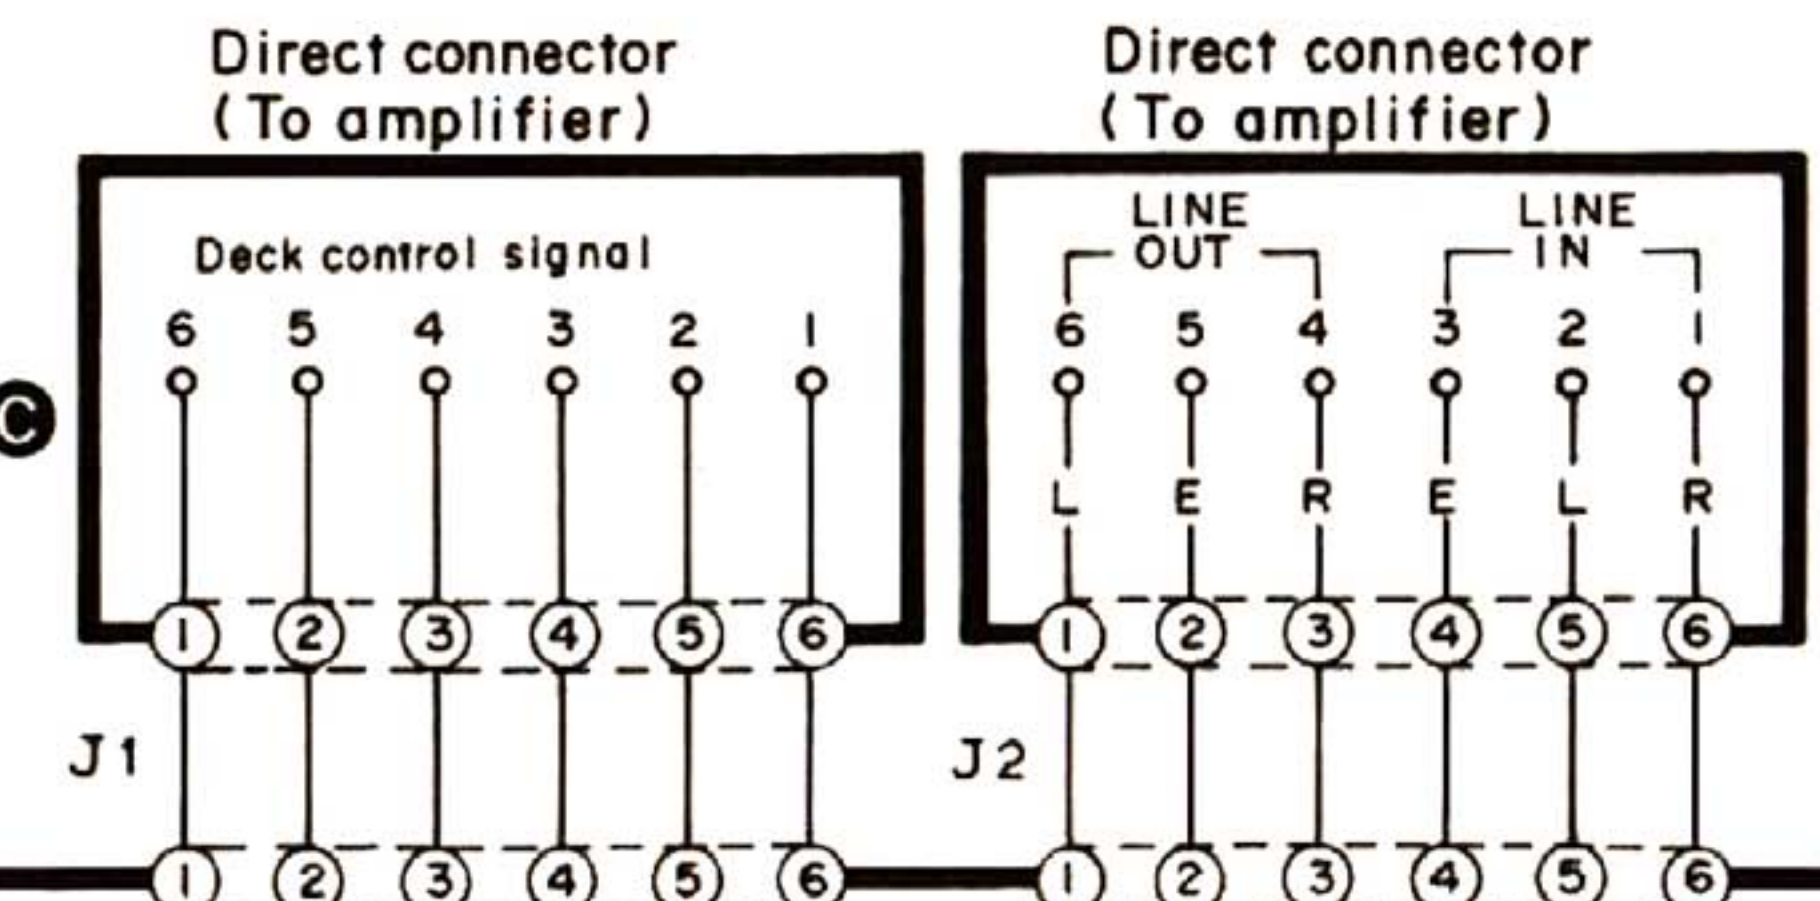 Direct connector
(To amplifier)
Deck control signal
6 5 4 3 2 1
C
1 2 3 4 5 6
J1
1 2 3 4 5 6
Direct connector
(To amplifier)
LINE OUT LINE IN
6 5 4 3 2 1
L E R E L R
1 2 3 4 5 6
J2
1 2 3 4 5 6